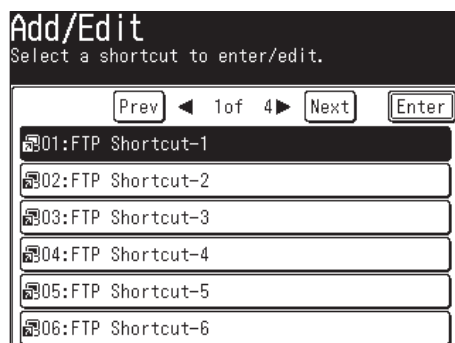 Add/Edit
Select a shortcut to enter/edit.
Prev ◀ 1of 4▶ Next Enter
01:FTP Shortcut-1
02:FTP Shortcut-2
03:FTP Shortcut-3
04:FTP Shortcut-4
05:FTP Shortcut-5
06:FTP Shortcut-6